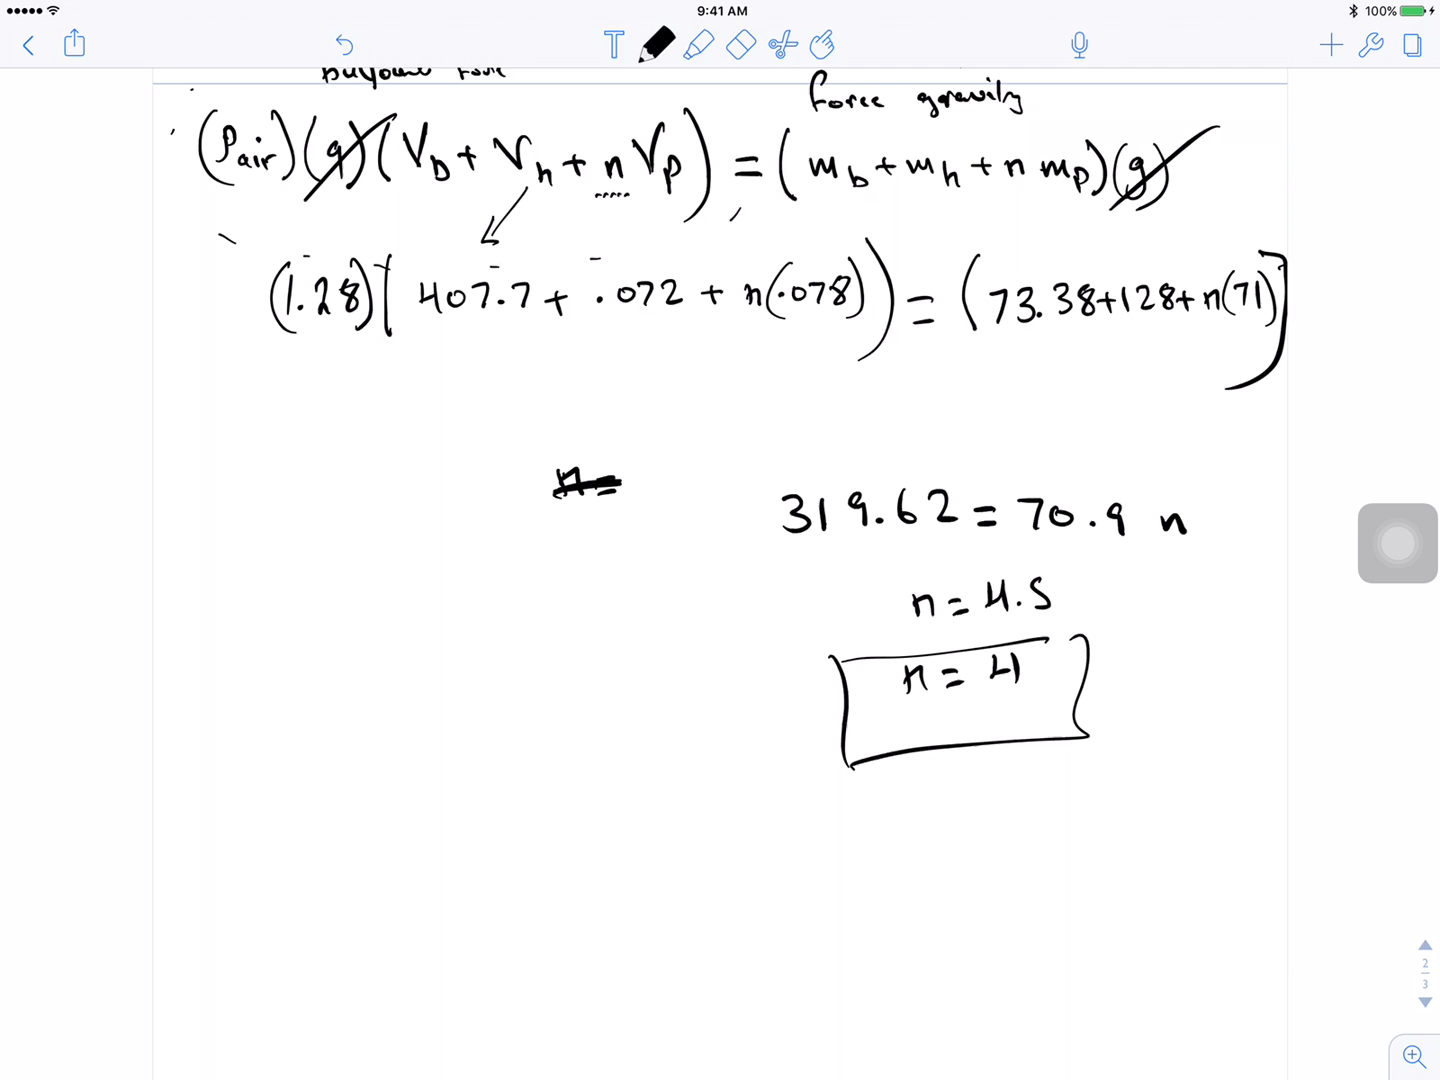 9:41 AM
100%
Force gravity
(ρair)(g)(Vb + Vh + n Vp) = (mb + mh + n mp)(g)
(1.28)( 407.7 + .072 + n(.078)) = (73.38+128+n(71)]
n=
319.62 = 70.9 n
n = 4.5
n = 4
2
3